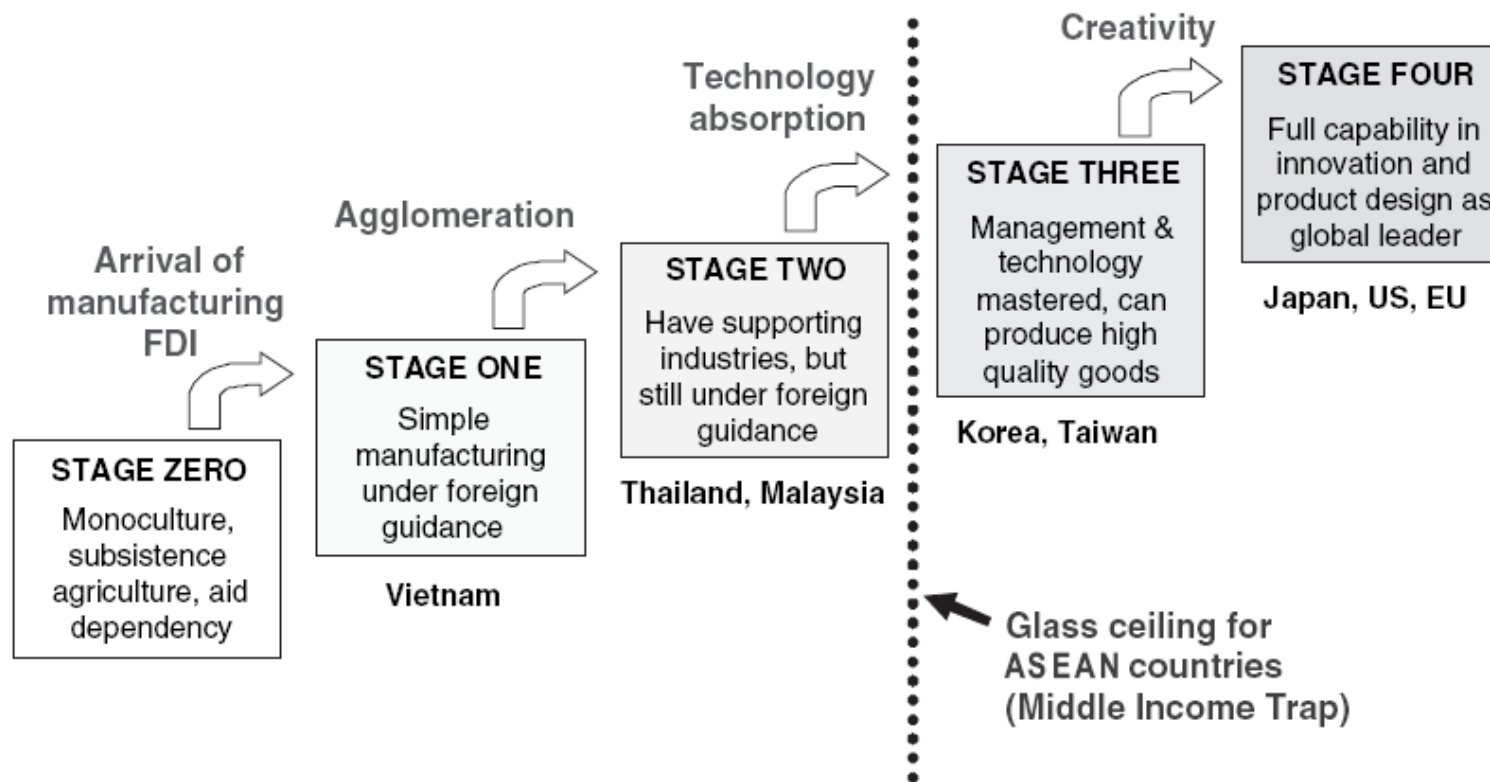 Arrival of
manufacturing
FDI
STAGE ZERO
Monoculture,
subsistence
agriculture, aid
dependency
Agglomeration
STAGE ONE
Simple
manufacturing
under foreign
guidance
Vietnam
Technology
absorption
STAGE TWO
Have supporting
industries, but
still under foreign
guidance
Thailand, Malaysia
Creativity
STAGE THREE
Management &
technology
mastered, can
produce high
quality goods
Korea, Taiwan
STAGE FOUR
Full capability in
innovation and
product design as
global leader
Japan, US, EU
Glass ceiling for
ASEAN countries
(Middle Income Trap)